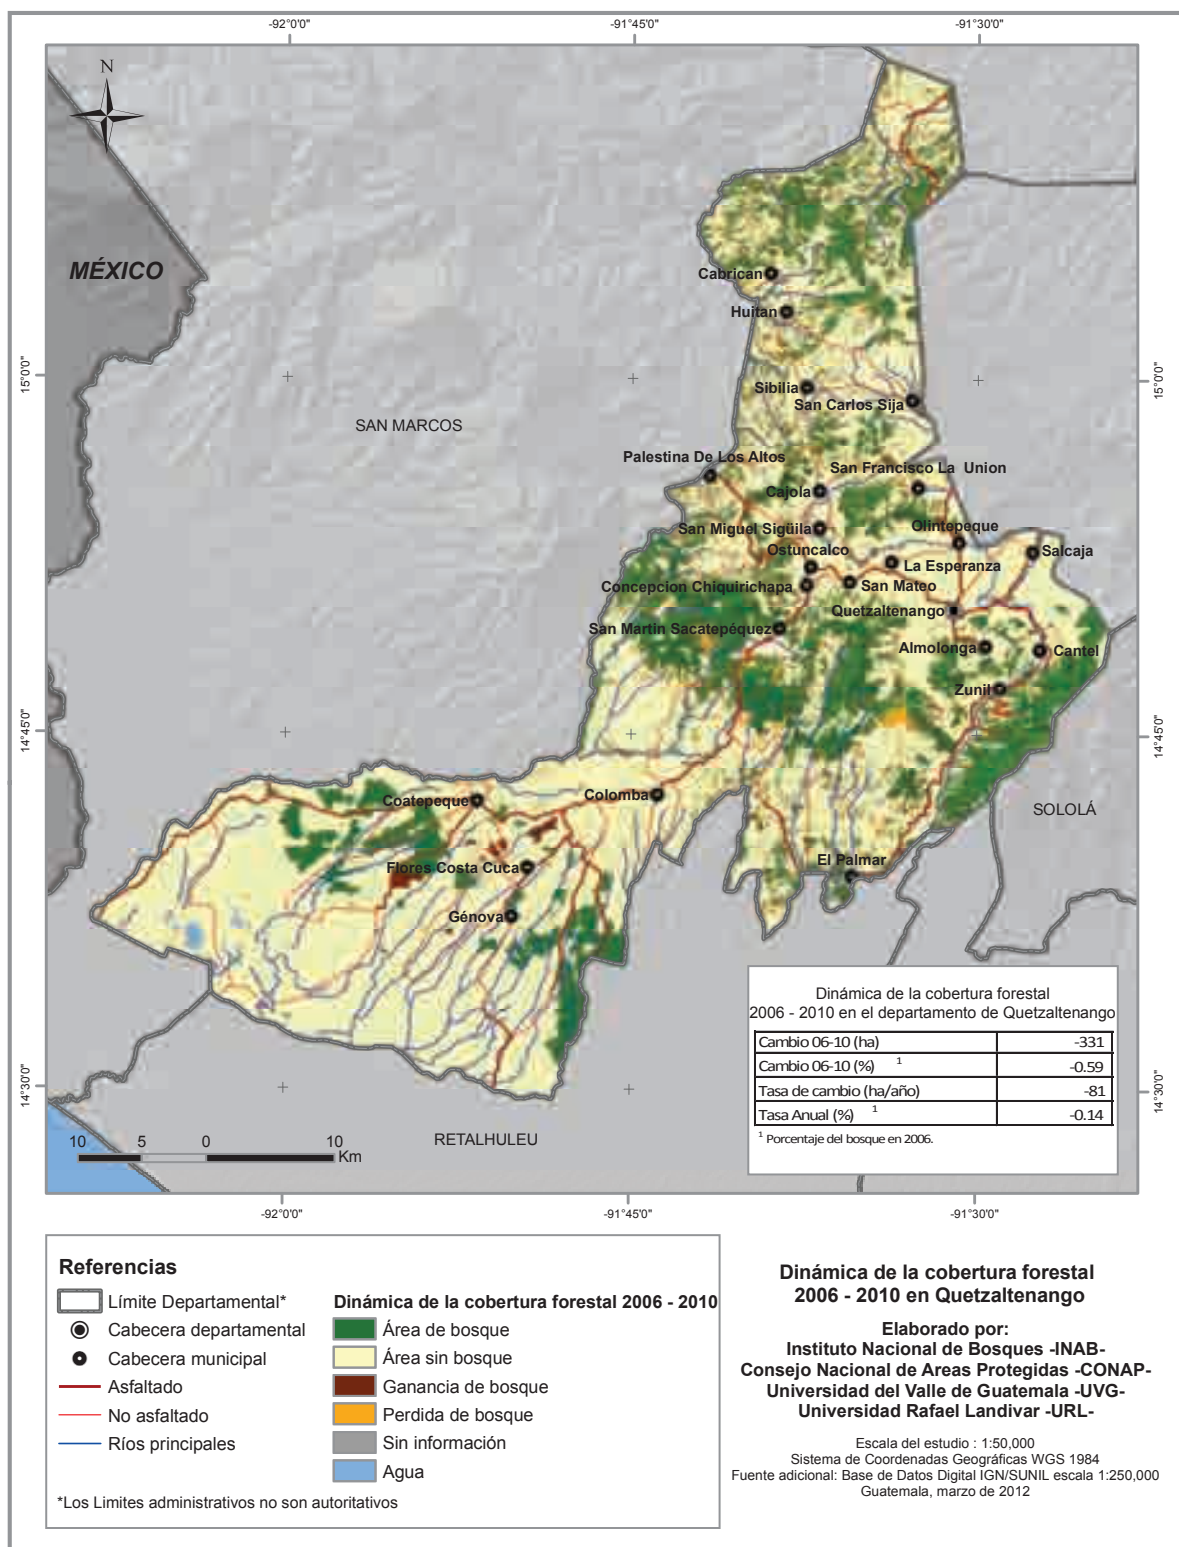 -92°0'0"
-91°45'0"
-91°30'0"
N
MÉXICO
Cabrican
Huitan
15°0'0"
15°0'0"
Sibilia
San Carlos Sija
SAN MARCOS
Palestina De Los Altos
San Francisco La Union
Cajola
San Miguel Sigüila
Olintepeque
Ostuncalco
Salcaja
La Esperanza
Concepcion Chiquirichapa
San Mateo
Quetzaltenango
San Martin Sacatepéquez
Almolonga
Cantel
Zunil
14°45'0"
14°45'0"
Coatepeque
Colomba
SOLOLÁ
El Palmar
Flores Costa Cuca
Génova
Dinámica de la cobertura forestal
2006 - 2010 en el departamento de Quetzaltenango
Cambio 06-10 (ha) -331
Cambio 06-10 (%) 1 -0.59
Tasa de cambio (ha/año) -81
Tasa Anual (%) 1 -0.14
1 Porcentaje del bosque en 2006.
14°30'0"
14°30'0"
RETALHULEU
10 5 0 10
Km
-92°0'0"
-91°45'0"
-91°30'0"
Referencias
Límite Departamental*
Cabecera departamental
Cabecera municipal
Asfaltado
No asfaltado
Ríos principales
*Los Limites administrativos no son autoritativos
Dinámica de la cobertura forestal 2006 - 2010
Área de bosque
Área sin bosque
Ganancia de bosque
Perdida de bosque
Sin información
Agua
Dinámica de la cobertura forestal
2006 - 2010 en Quetzaltenango
Elaborado por:
Instituto Nacional de Bosques -INAB-
Consejo Nacional de Areas Protegidas -CONAP-
Universidad del Valle de Guatemala -UVG-
Universidad Rafael Landivar -URL-
Escala del estudio : 1:50,000
Sistema de Coordenadas Geográficas WGS 1984
Fuente adicional: Base de Datos Digital IGN/SUNIL escala 1:250,000
Guatemala, marzo de 2012